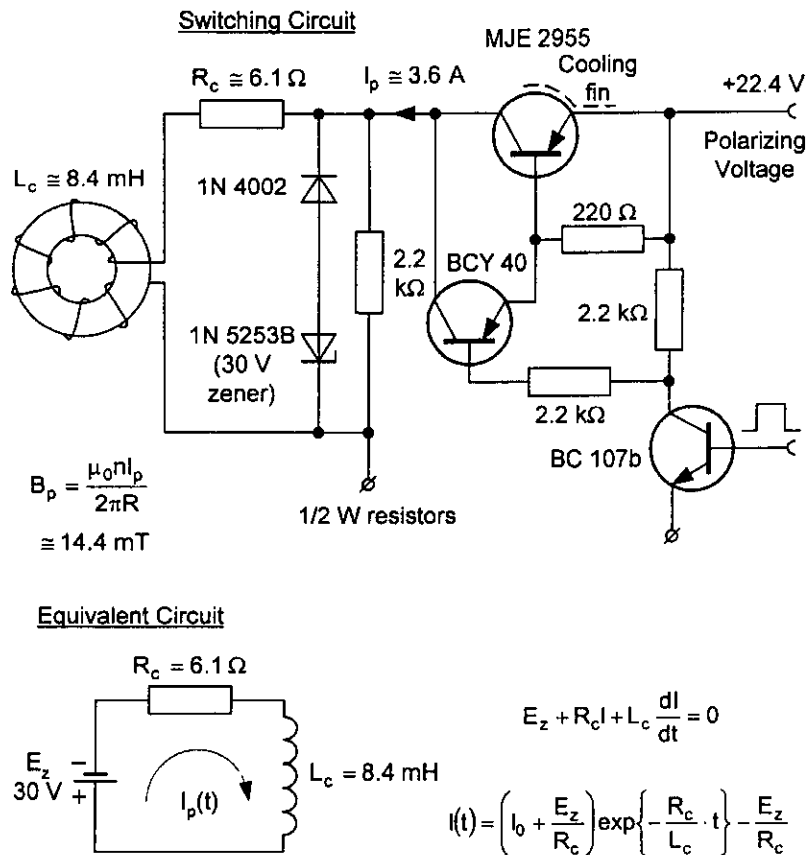 Switching Circuit
MJE 2955
Cooling
fin
R_c ≅ 6.1 Ω
I_p ≅ 3.6 A
+22.4 V
Polarizing
Voltage
L_c ≅ 8.4 mH
1N 4002
220 Ω
BCY 40
2.2
kΩ
2.2 kΩ
1N 5253B
(30 V
zener)
2.2 kΩ
BC 107b
B_p = μ₀nI_p / 2πR
≅ 14.4 mT
1/2 W resistors
Equivalent Circuit
R_c = 6.1 Ω
E_z
30 V
−
+
I_p(t)
L_c = 8.4 mH
E_z + R_cI + L_c dI/dt = 0
I(t) = (I₀ + E_z/R_c) exp{−R_c/L_c · t} − E_z/R_c